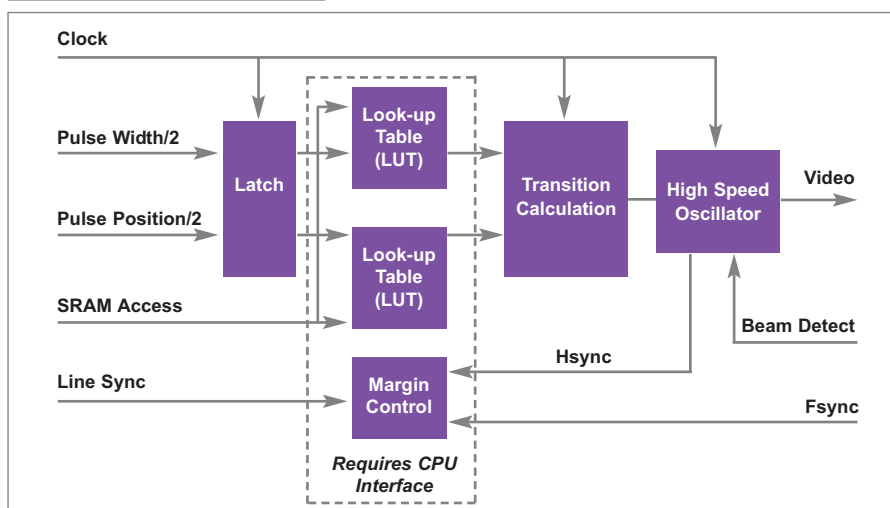 Clock
Look-up
Table
(LUT)
Pulse Width/2
Latch
Transition
Calculation
High Speed
Oscillator
Video
Pulse Position/2
Look-up
Table
(LUT)
SRAM Access
Beam Detect
Hsync
Line Sync
Margin
Control
Fsync
Requires CPU
Interface